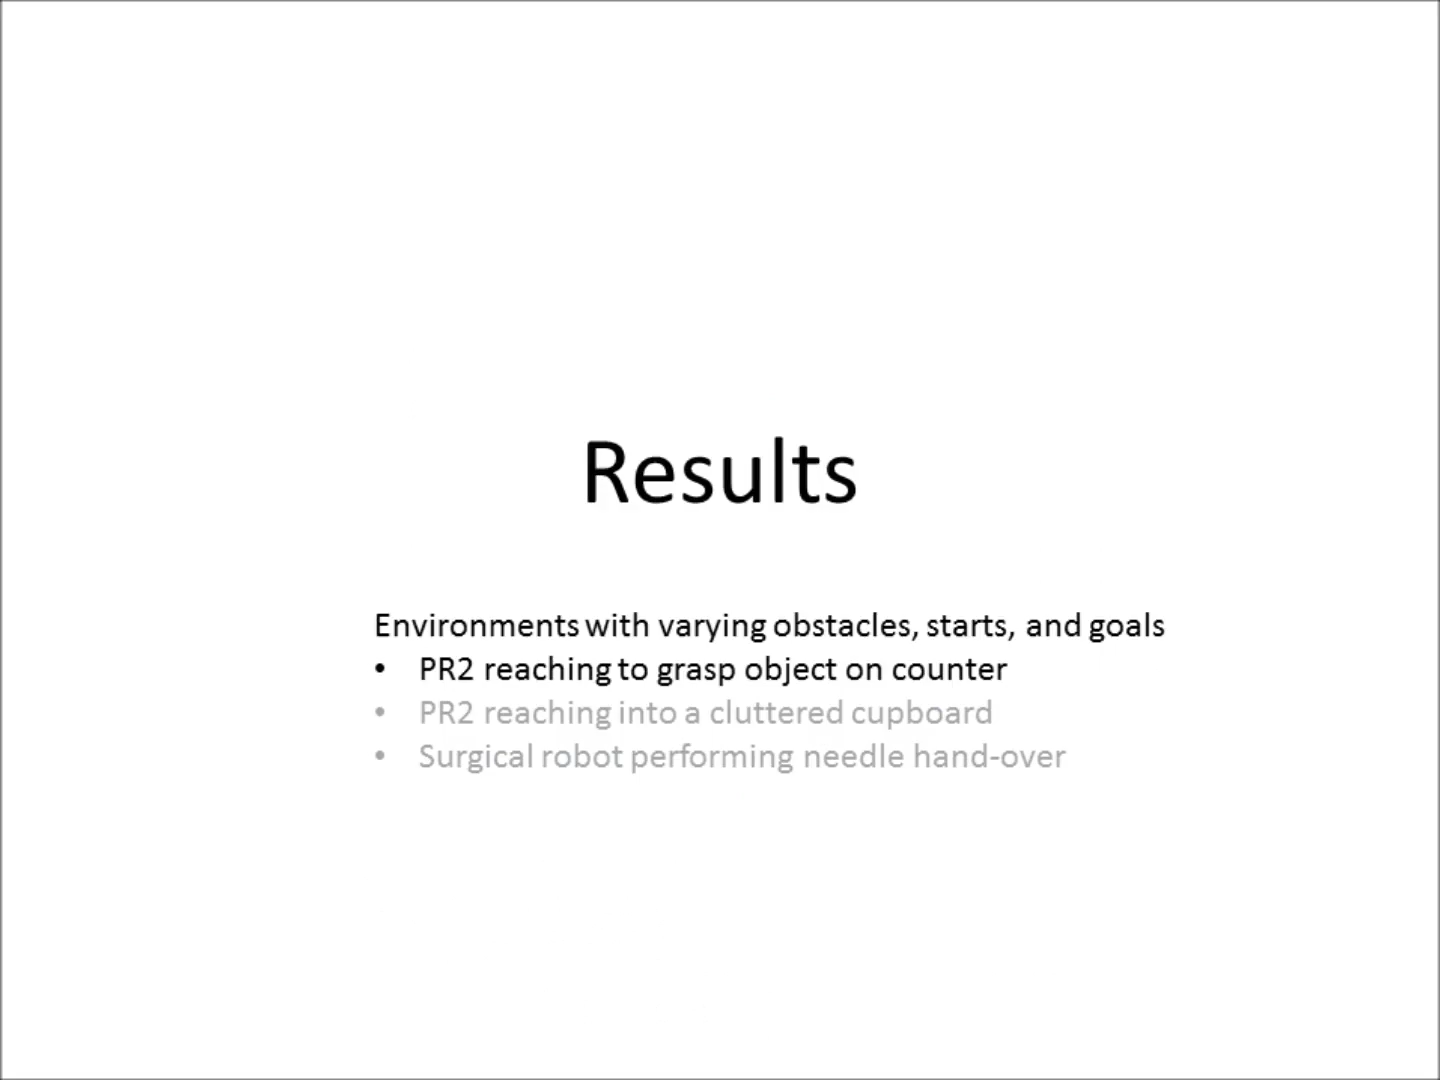 Results
Environments with varying obstacles, starts, and goals
• PR2 reaching to grasp object on counter
• PR2 reaching into a cluttered cupboard
• Surgical robot performing needle hand-over